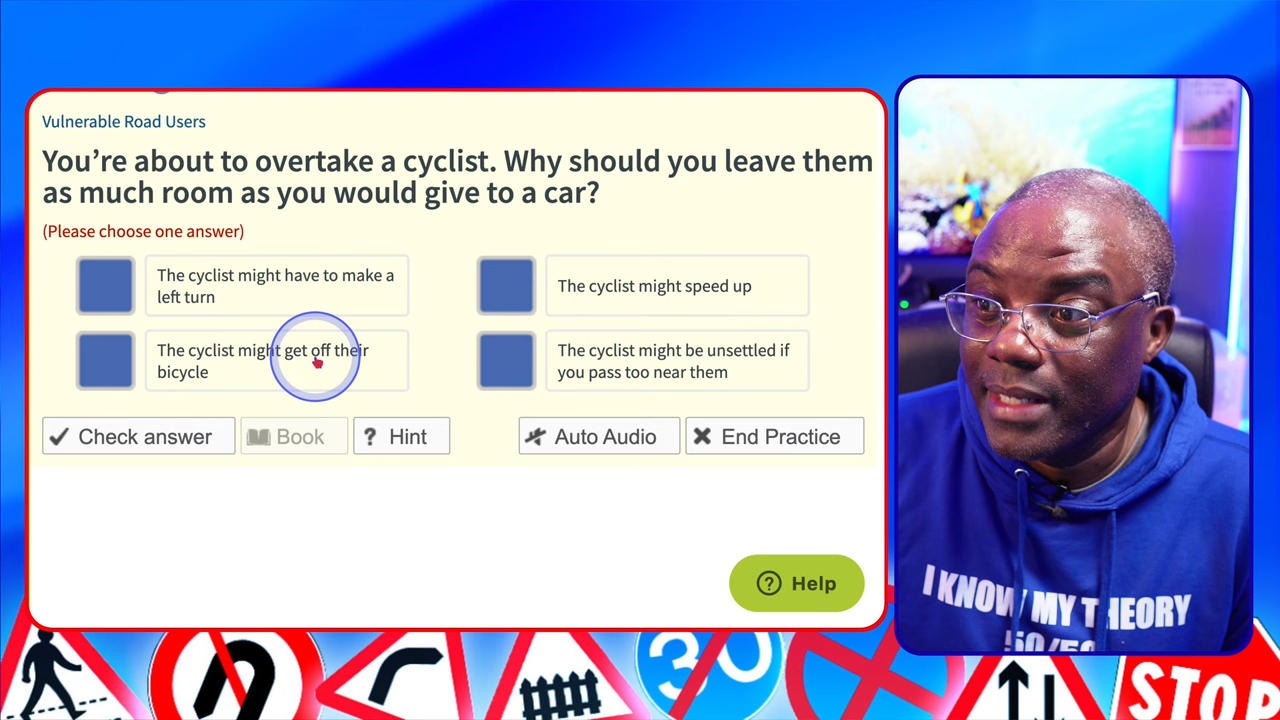 Vulnerable Road Users
You’re about to overtake a cyclist. Why should you leave them
as much room as you would give to a car?
(Please choose one answer)
The cyclist might have to make a
left turn
The cyclist might speed up
The cyclist might get off their
bicycle
The cyclist might be unsettled if
you pass too near them
Check answer
Book
? Hint
Auto Audio
End Practice
? Help
I KNOW MY THEORY
50/50
30
STOP